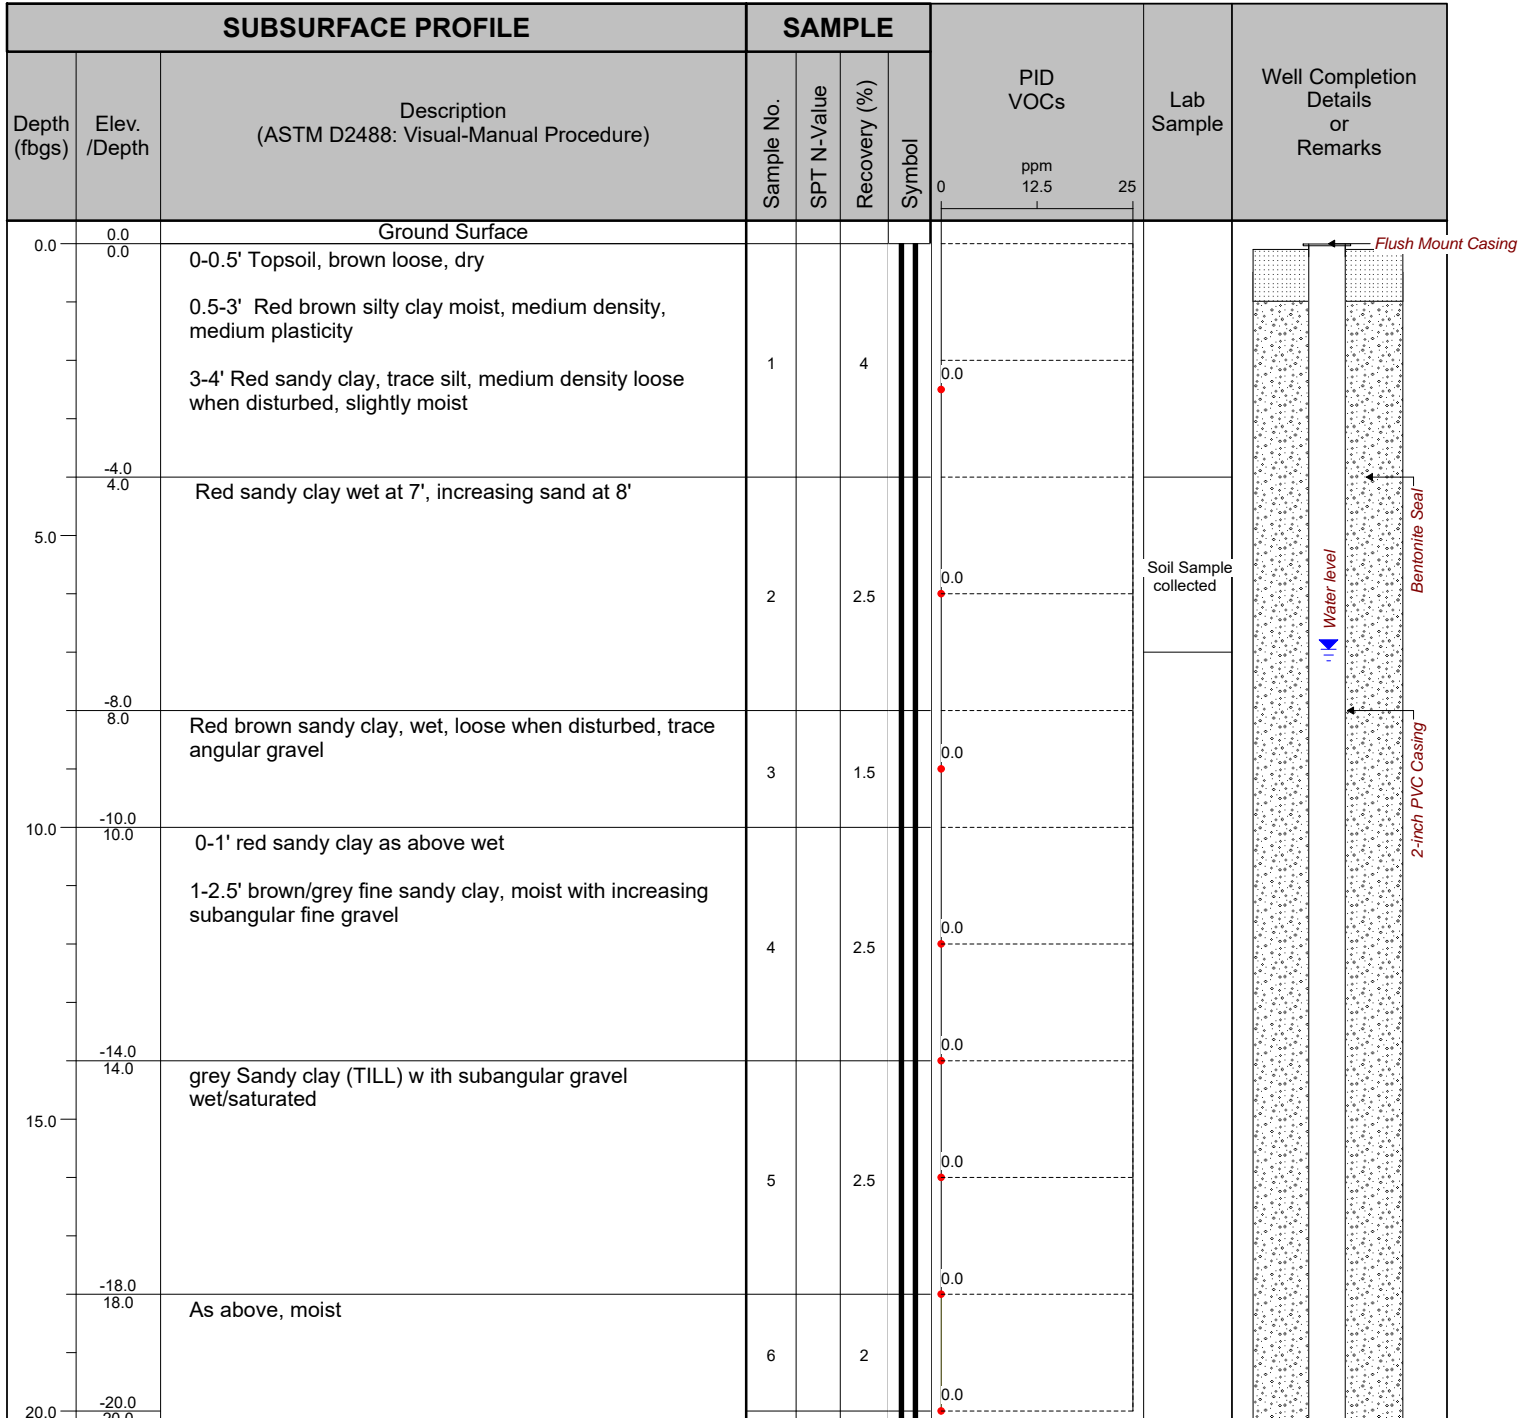 SUBSURFACE PROFILE
SAMPLE
Depth
(fbgs)
Elev.
/Depth
Description
(ASTM D2488: Visual-Manual Procedure)
Sample No.
SPT N-Value
Recovery (%)
Symbol
PID
VOCs
ppm
0 12.5 25
Lab
Sample
Well Completion
Details
or
Remarks
0.0
0.0
0.0
Ground Surface
0-0.5' Topsoil, brown loose, dry
0.5-3' Red brown silty clay moist, medium density,
medium plasticity
3-4' Red sandy clay, trace silt, medium density loose
when disturbed, slightly moist
1
4
0.0
Flush Mount Casing
-4.0
4.0
Red sandy clay wet at 7', increasing sand at 8'
5.0
2
2.5
0.0
Soil Sample
collected
Water level
Bentonite Seal
-8.0
8.0
Red brown sandy clay, wet, loose when disturbed, trace
angular gravel
3
1.5
0.0
2-inch PVC Casing
10.0
-10.0
10.0
0-1' red sandy clay as above wet
1-2.5' brown/grey fine sandy clay, moist with increasing
subangular fine gravel
4
2.5
0.0
-14.0
14.0
0.0
grey Sandy clay (TILL) w ith subangular gravel
wet/saturated
15.0
5
2.5
0.0
-18.0
18.0
0.0
As above, moist
6
2
20.0
-20.0
20.0
0.0